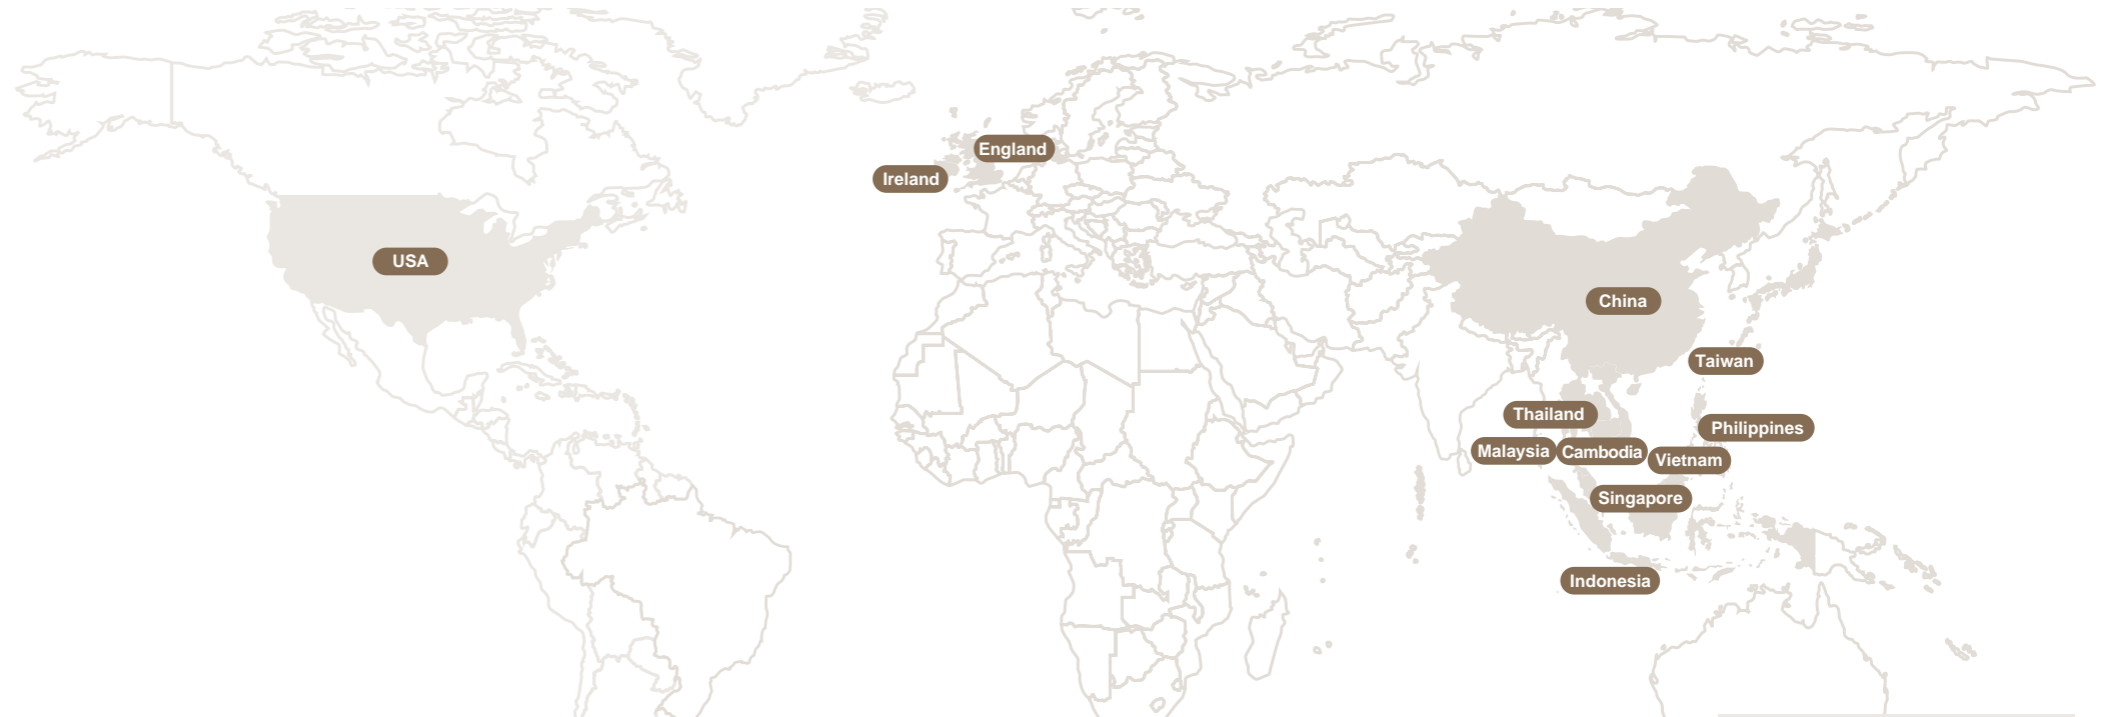 England
Ireland
USA
China
Taiwan
Thailand
Philippines
Malaysia
Cambodia
Vietnam
Singapore
Indonesia